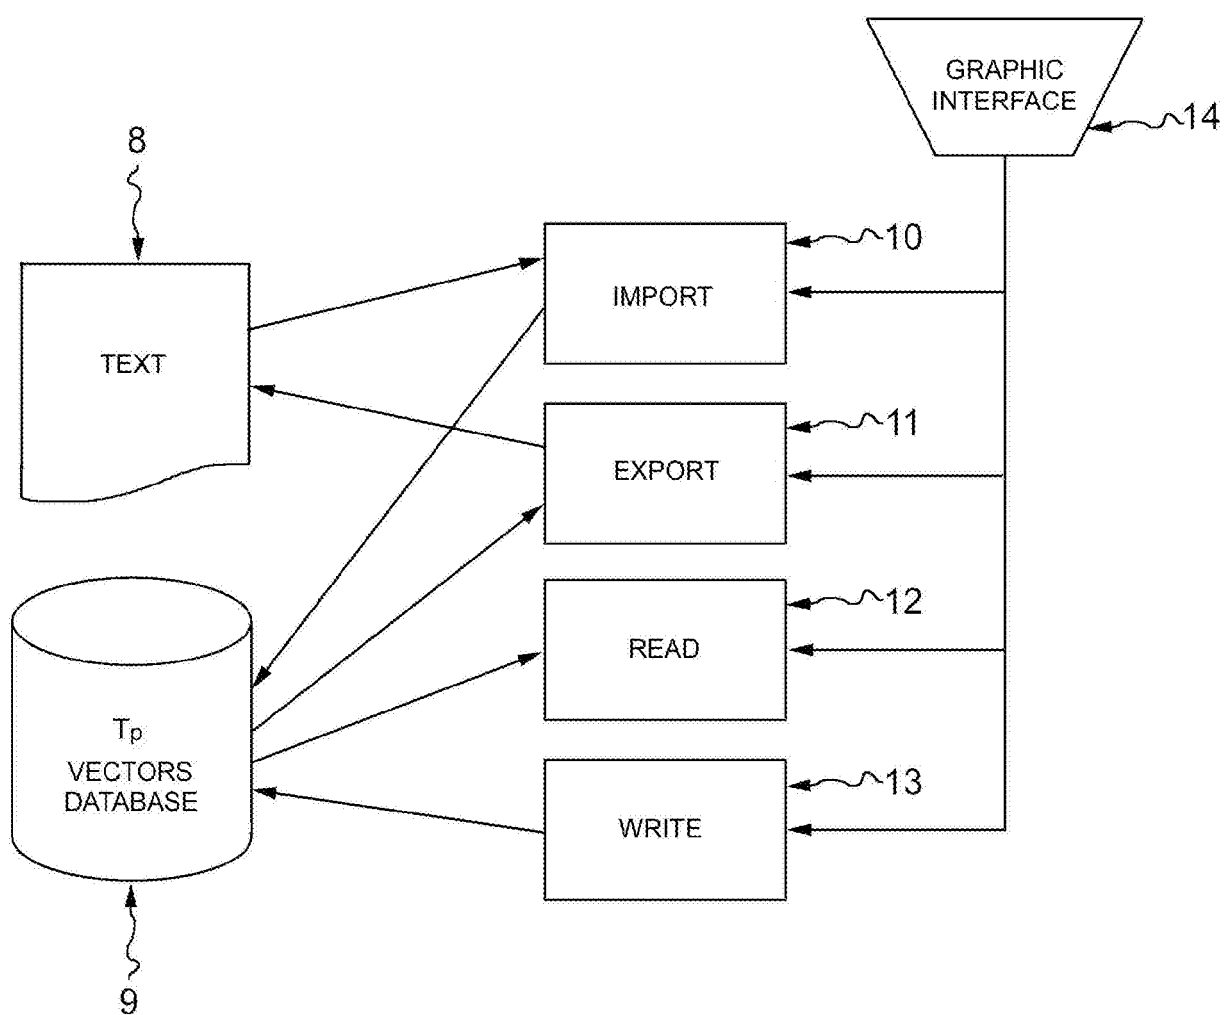 GRAPHIC
INTERFACE
14
8
10
IMPORT
TEXT
11
EXPORT
12
READ
Tp
VECTORS
DATABASE
13
WRITE
9